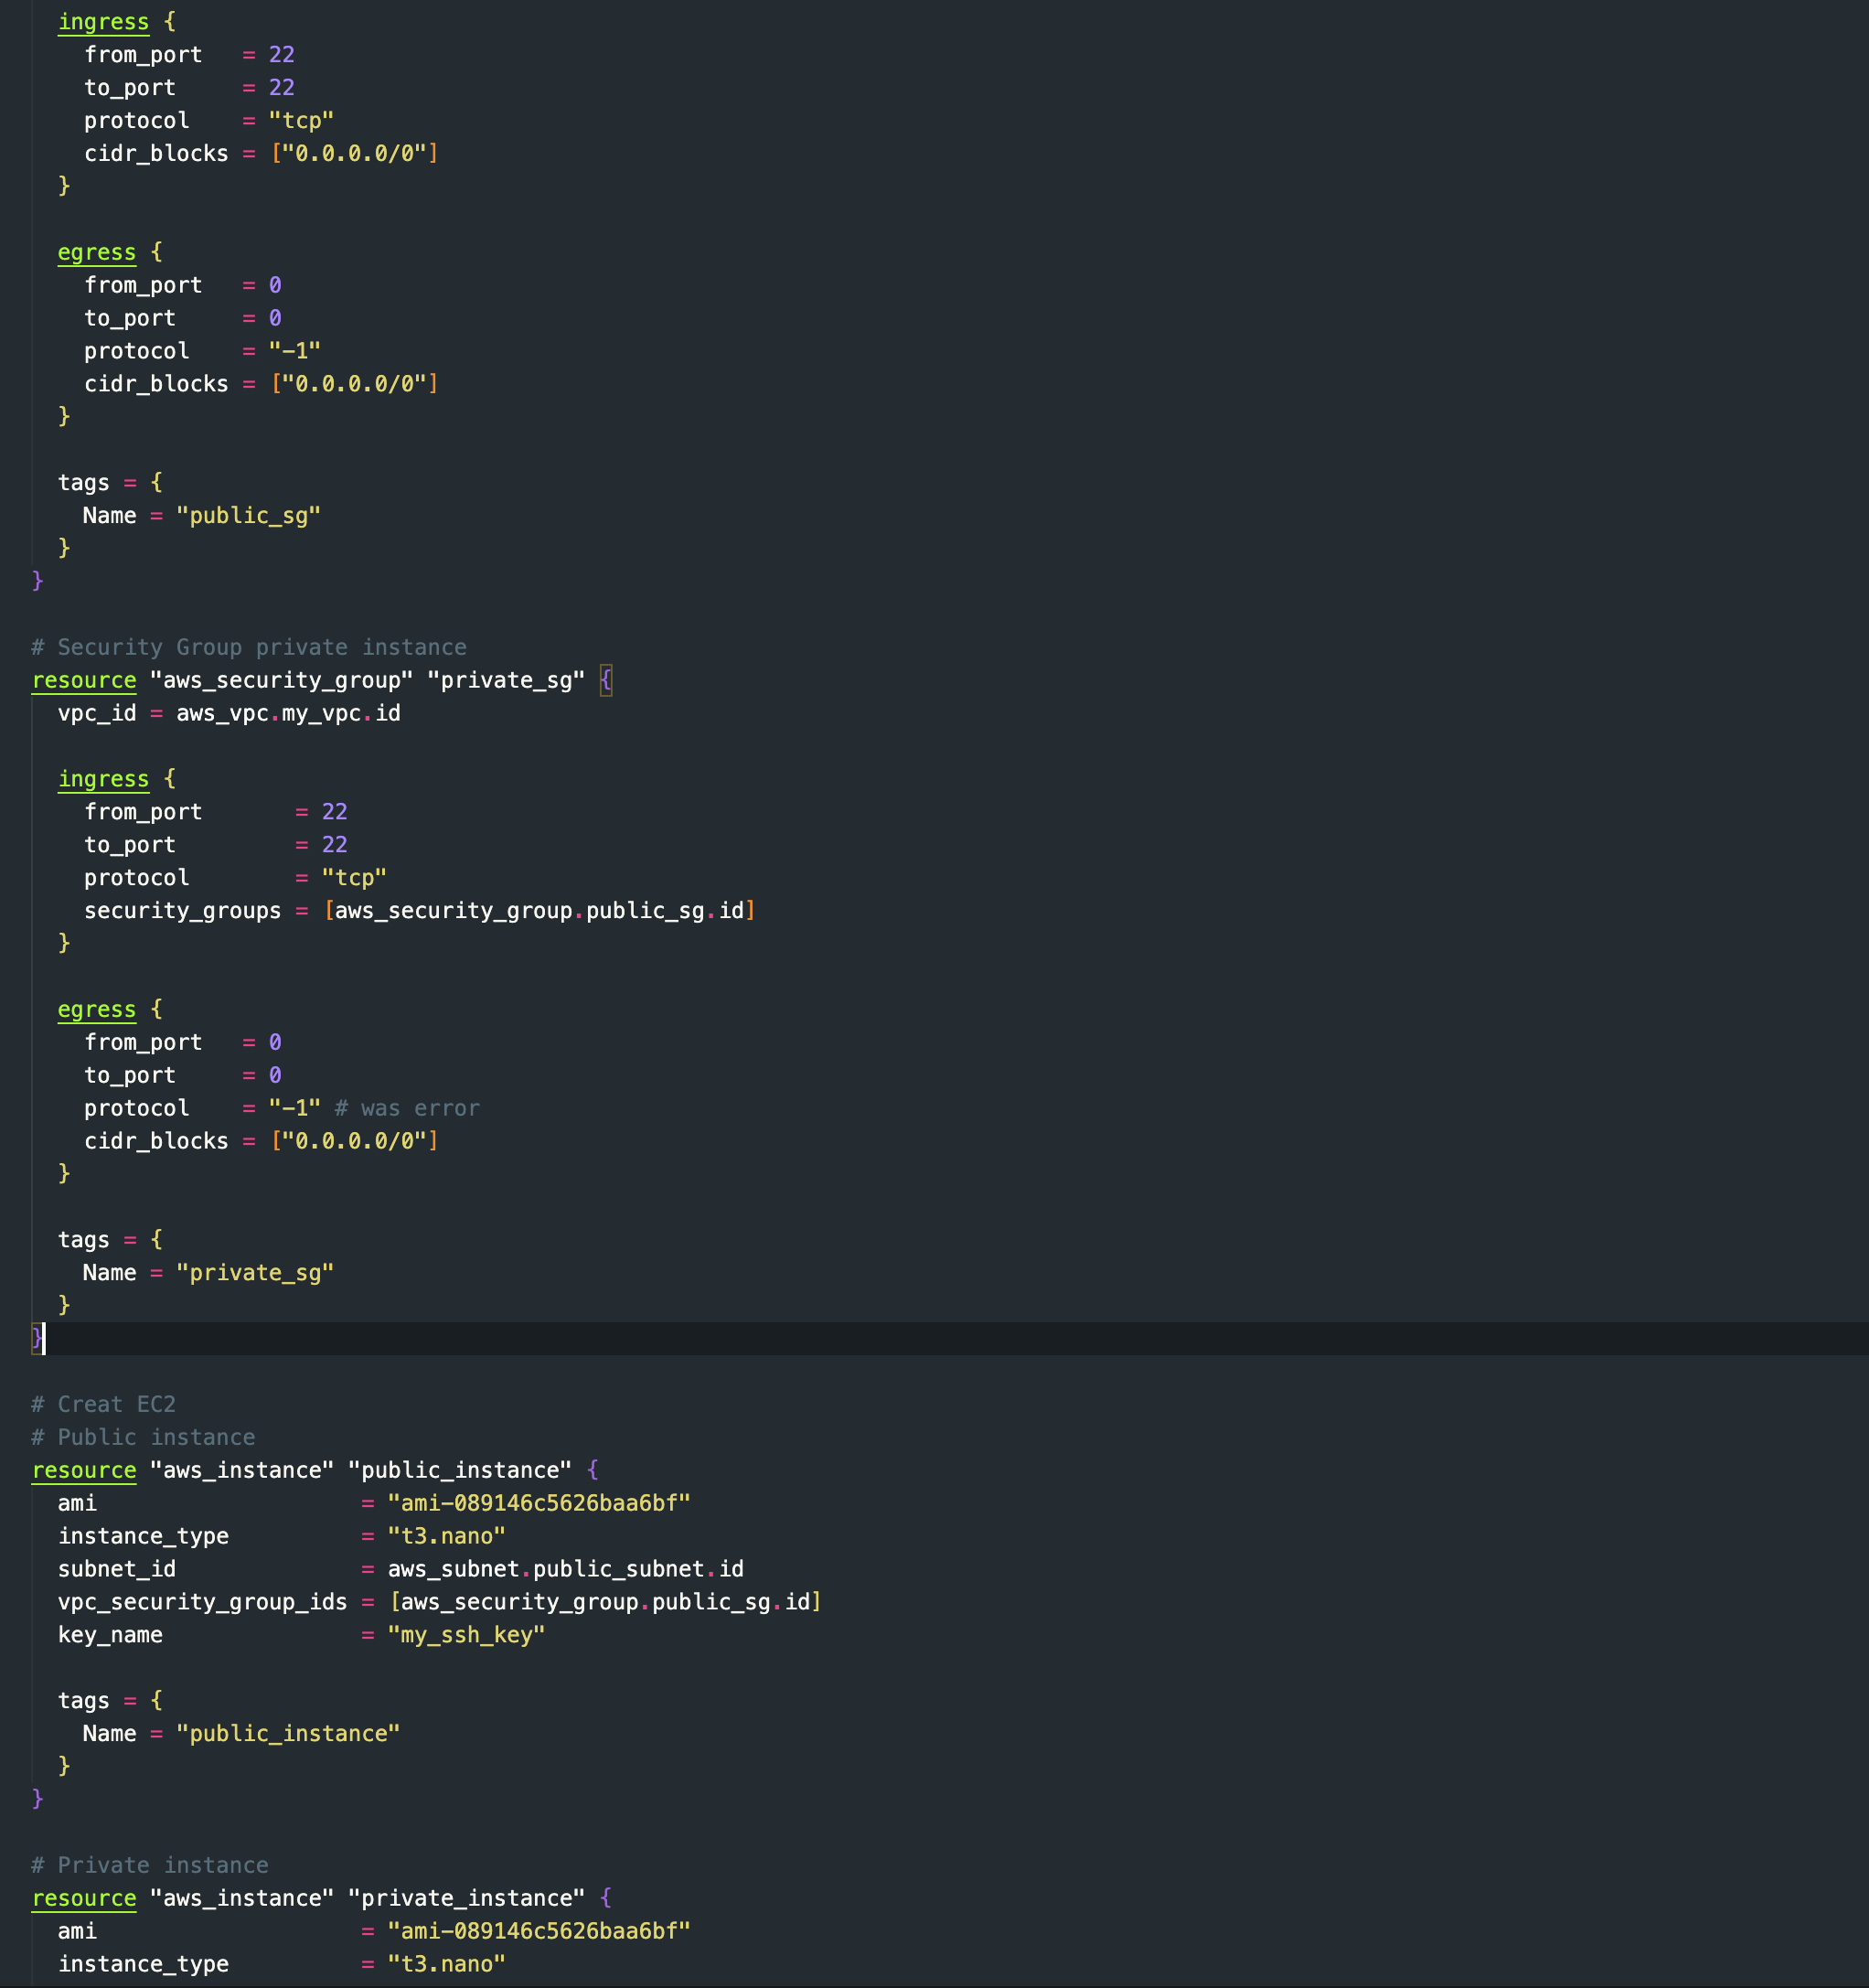 ingress {
from_port   = 22
to_port     = 22
protocol    = "tcp"
cidr_blocks = ["0.0.0.0/0"]
}
egress {
from_port   = 0
to_port     = 0
protocol    = "-1"
cidr_blocks = ["0.0.0.0/0"]
}
tags = {
Name = "public_sg"
}
}
# Security Group private instance
resource "aws_security_group" "private_sg" {
vpc_id = aws_vpc.my_vpc.id
ingress {
from_port       = 22
to_port         = 22
protocol        = "tcp"
security_groups = [aws_security_group.public_sg.id]
}
egress {
from_port   = 0
to_port     = 0
protocol    = "-1" # was error
cidr_blocks = ["0.0.0.0/0"]
}
tags = {
Name = "private_sg"
}
}
# Creat EC2
# Public instance
resource "aws_instance" "public_instance" {
ami                    = "ami-089146c5626baa6bf"
instance_type          = "t3.nano"
subnet_id              = aws_subnet.public_subnet.id
vpc_security_group_ids = [aws_security_group.public_sg.id]
key_name               = "my_ssh_key"
tags = {
Name = "public_instance"
}
}
# Private instance
resource "aws_instance" "private_instance" {
ami                    = "ami-089146c5626baa6bf"
instance_type          = "t3.nano"